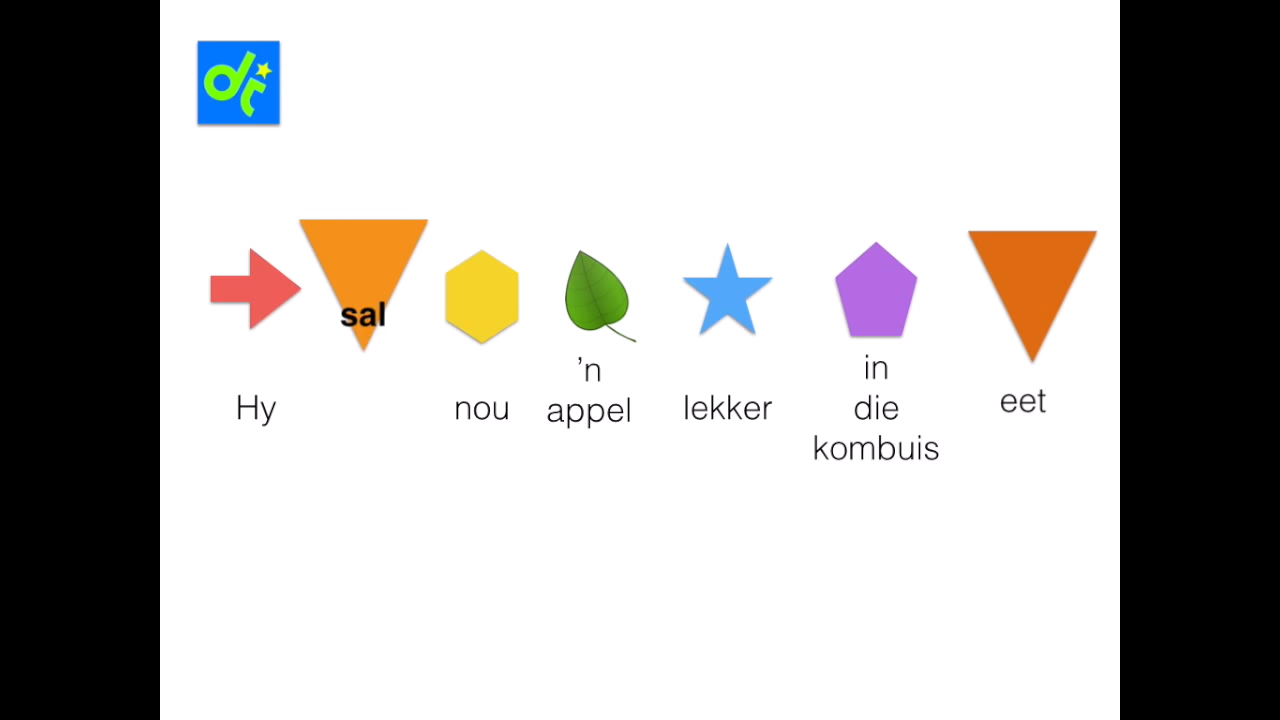 Hy
sal
nou
’n
appel
lekker
in
die
kombuis
eet